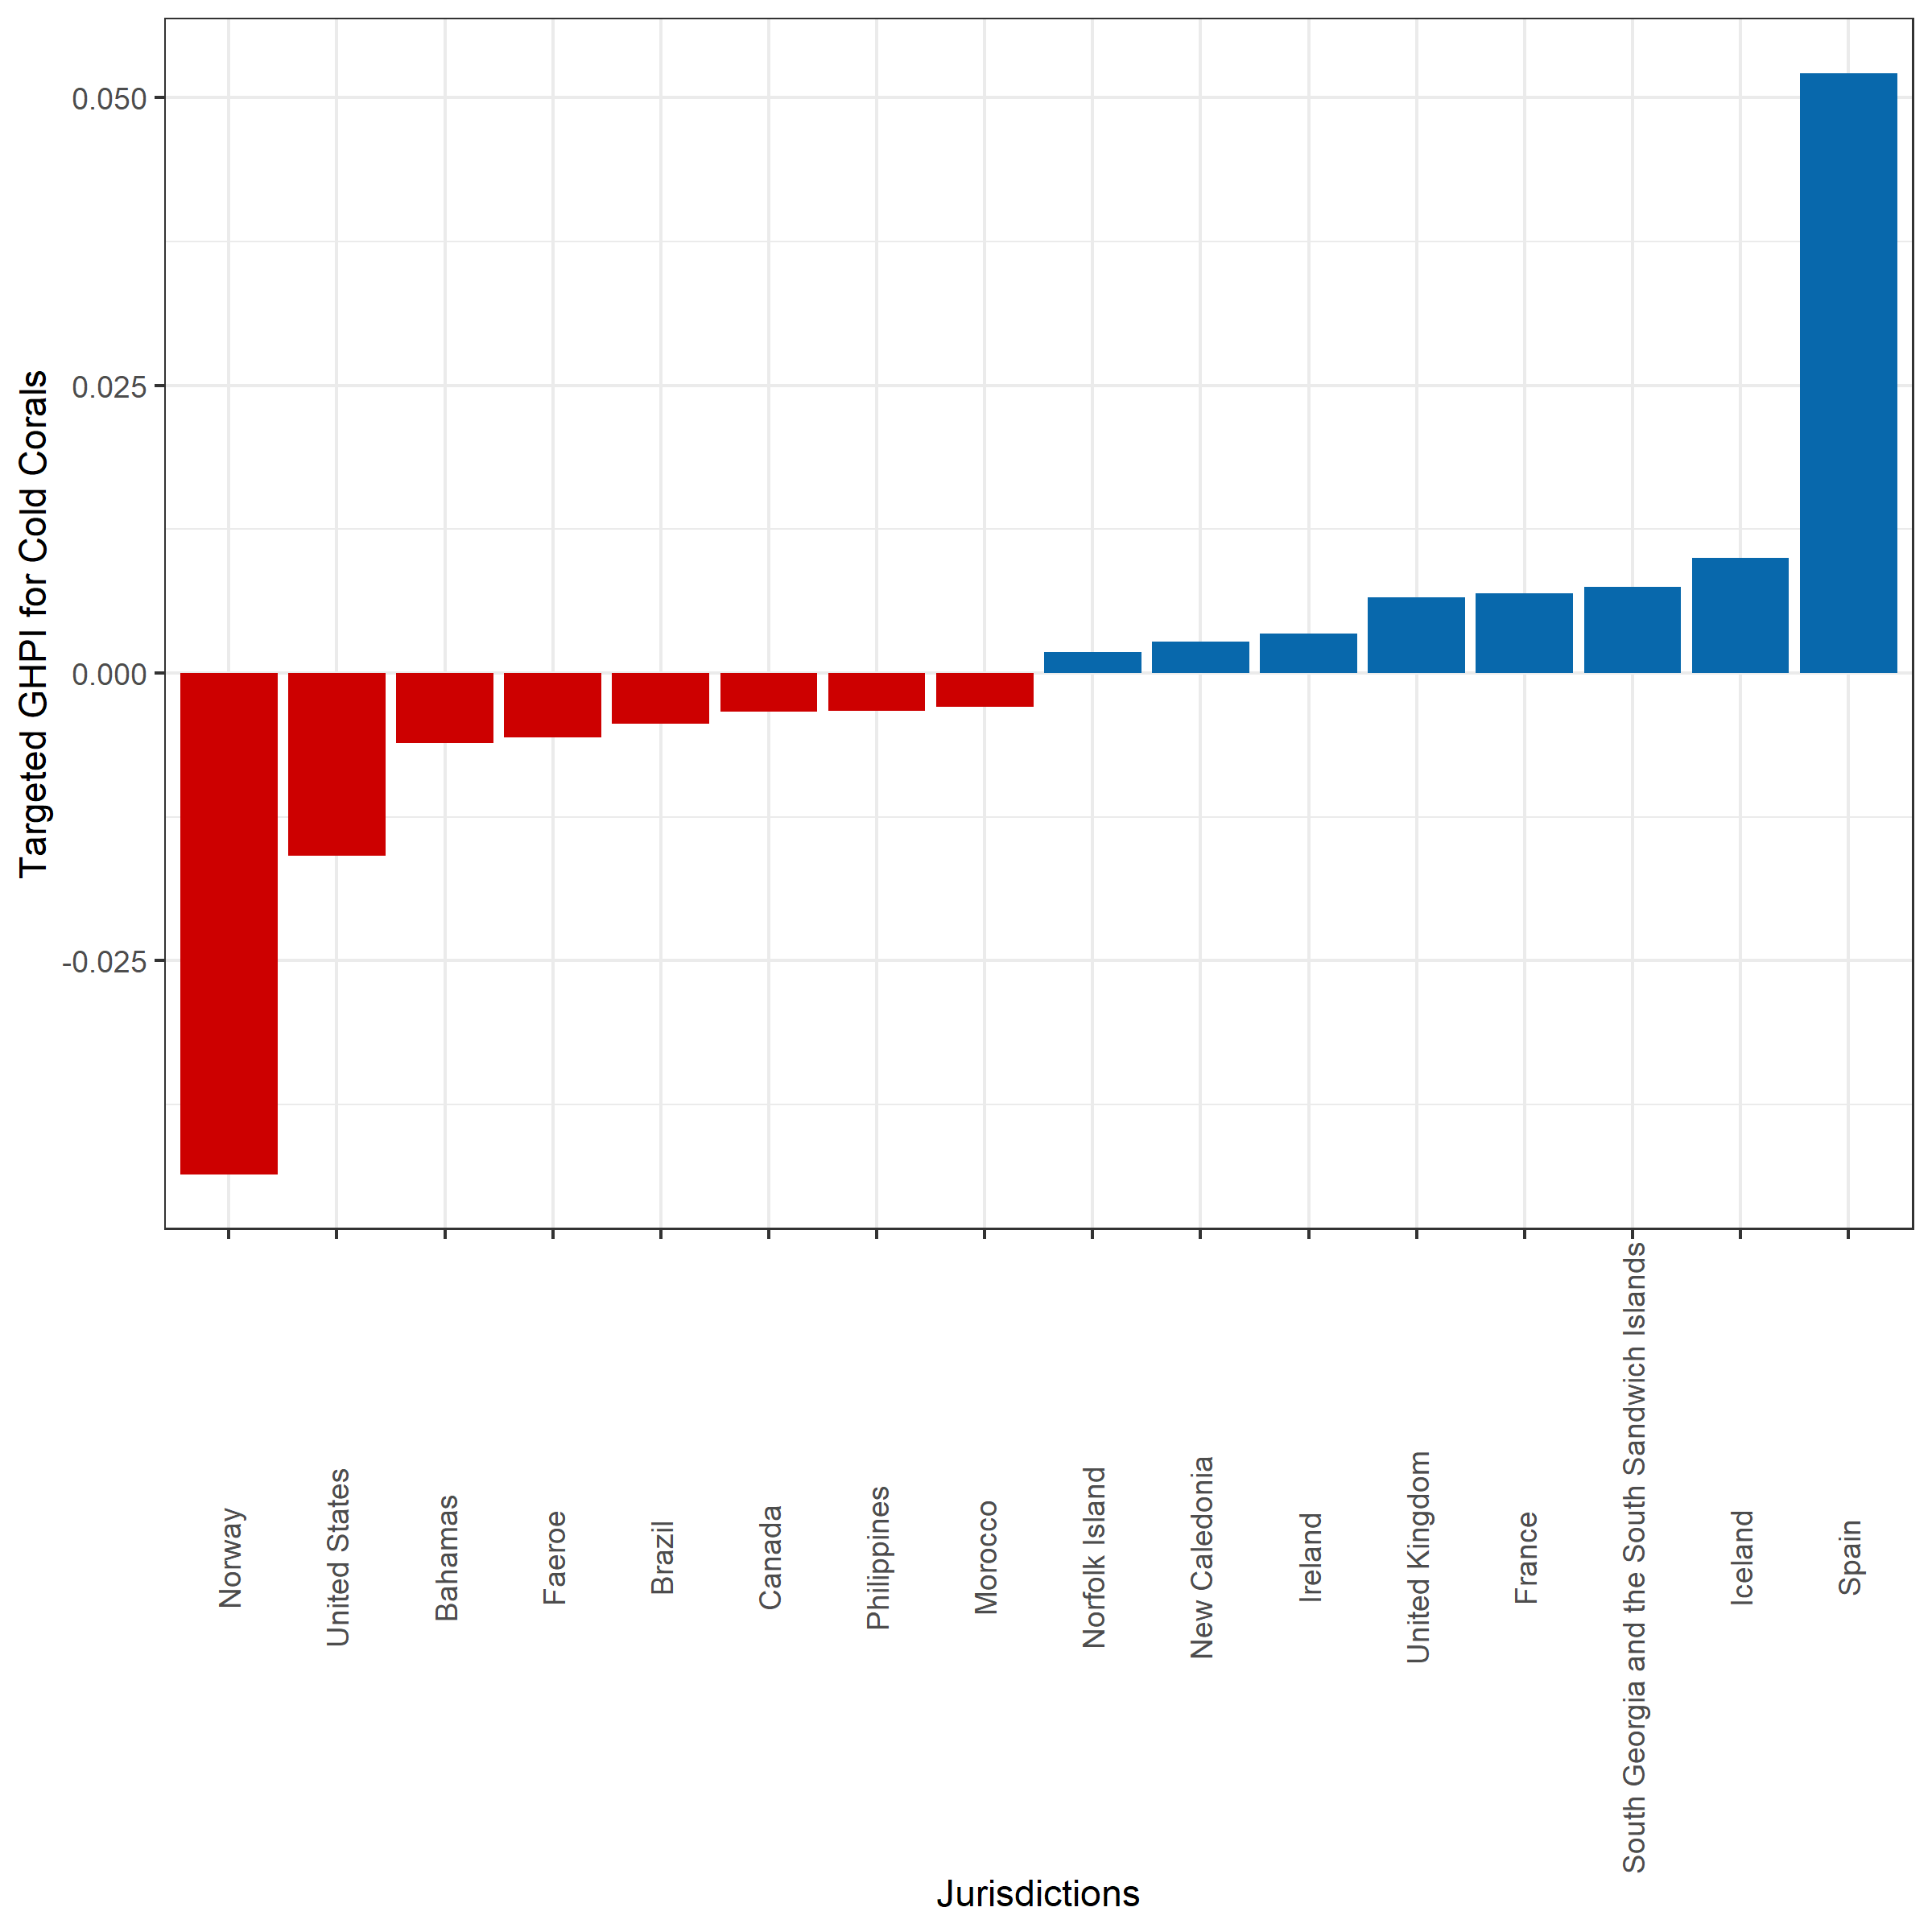 Targeted GHPI for Cold Corals
0.050
0.025
0.000
-0.025
Norway
United States
Bahamas
Faeroe
Brazil
Canada
Philippines
Morocco
Norfolk Island
New Caledonia
Ireland
United Kingdom
France
South Georgia and the South Sandwich Islands
Iceland
Spain
Jurisdictions